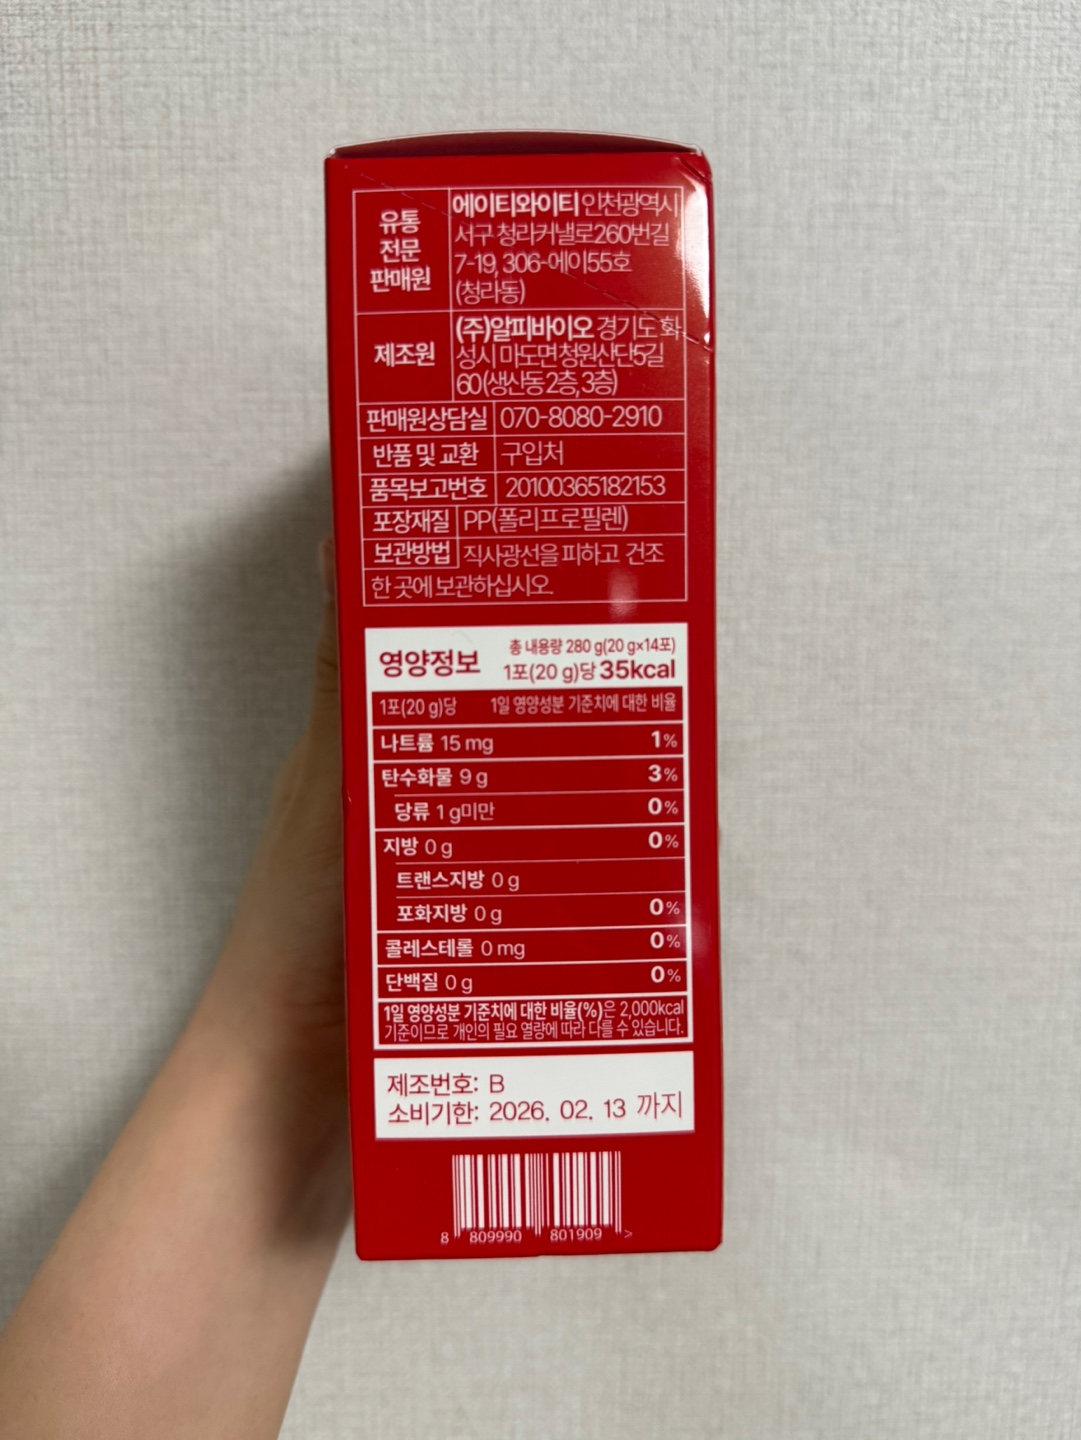 유통
전문
판매원
에이티와이티 인천광역시
서구 청라커낼로260번길
7-19, 306-에이55호
(청라동)
제조원
(주)알피바이오 경기도 화
성시 마도면 청원산단5길
60(생산동 2층, 3층)
판매원상담실 070-8080-2910
반품 및 교환 구입처
품목보고번호 20100365182153
포장재질 PP(폴리프로필렌)
보관방법 직사광선을 피하고 건조
한 곳에 보관하십시오.
영양정보
총 내용량 280 g(20 g×14포)
1포(20 g)당 35kcal
1포(20 g)당 1일 영양성분 기준치에 대한 비율
나트륨 15 mg 1%
탄수화물 9 g 3%
당류 1 g미만 0%
지방 0 g 0%
트랜스지방 0 g
포화지방 0 g 0%
콜레스테롤 0 mg 0%
단백질 0 g 0%
1일 영양성분 기준치에 대한 비율(%)은 2,000kcal
기준이므로 개인의 필요 열량에 따라 다를 수 있습니다.
제조번호: B
소비기한: 2026. 02. 13 까지
8 809990 801909 >